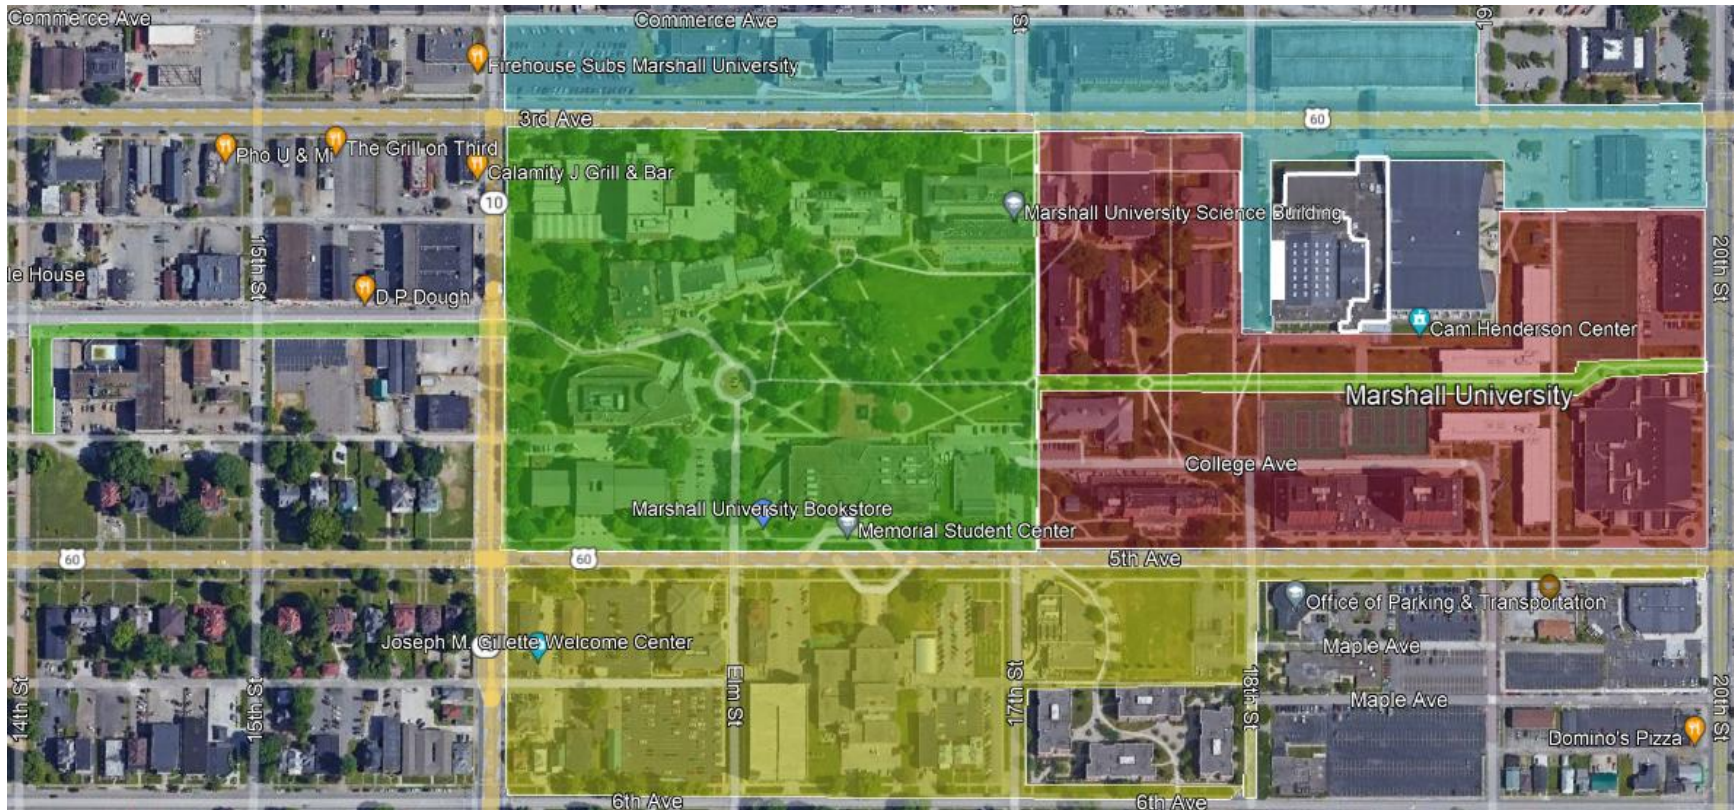 Commerce Ave
Commerce Ave
St
19t
Firehouse Subs Marshall University
3rd Ave
60
Pho U & Mi
The Grill on Third
Calamity J Grill & Bar
10
Marshall University Science Building
le House
15th St
D P Dough
20th St
Cam Henderson Center
Marshall University
College Ave
Marshall University Bookstore
Memorial Student Center
60
60
5th Ave
Office of Parking & Transportation
Joseph M. Gillette Welcome Center
Maple Ave
14th St
15th St
Elm St
17th St
18th St
Maple Ave
20th St
Domino's Pizza
6th Ave
6th Ave